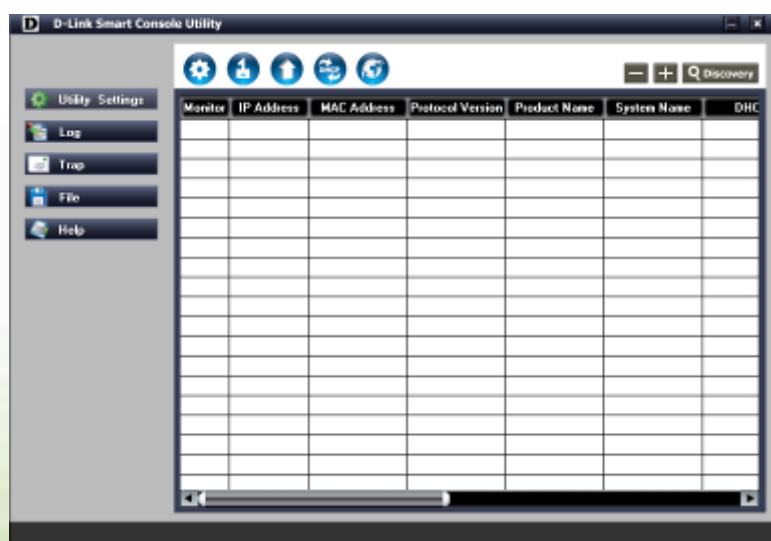 D D-Link Smart Console Utility
Discovery
Utility Settings
Log
Trap
File
Help
Monitor IP Address MAC Address Protocol Version Product Name System Name DHC